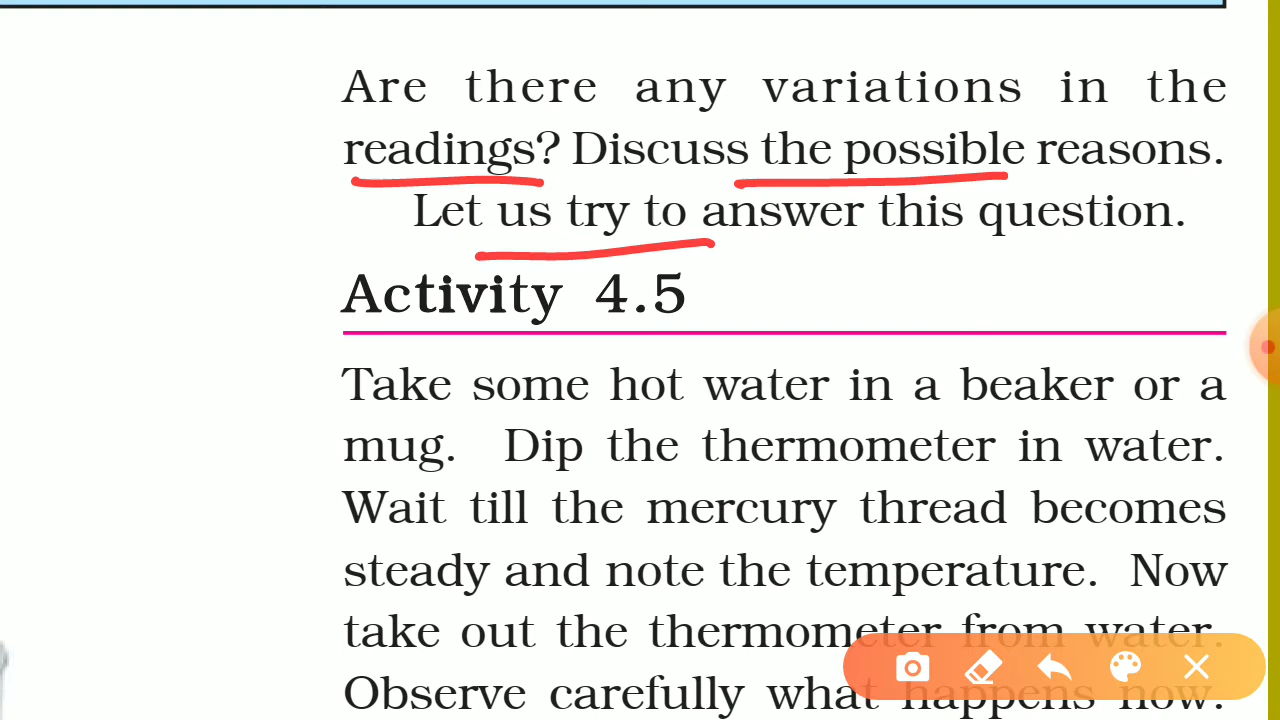 Are there any variations in the
readings? Discuss the possible reasons.
Let us try to answer this question.
Activity 4.5
Take some hot water in a beaker or a
mug. Dip the thermometer in water.
Wait till the mercury thread becomes
steady and note the temperature. Now
take out the thermometer from water.
Observe carefully what happens now.